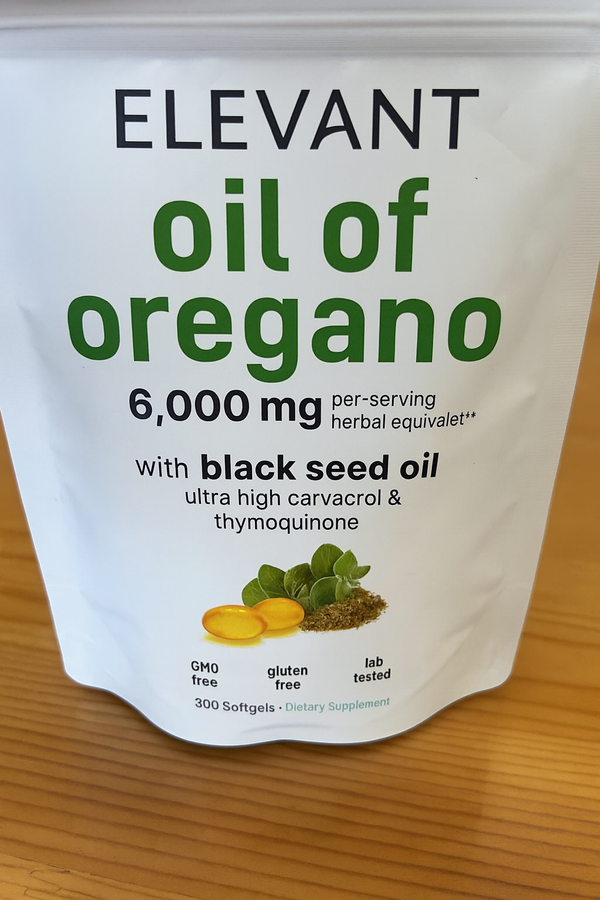 ELEVANT
oil of
oregano
6,000 mg per-serving
herbal equivalet**
with black seed oil
ultra high carvacrol &
thymoquinone
GMO
free
gluten
free
lab
tested
300 Softgels • Dietary Supplement